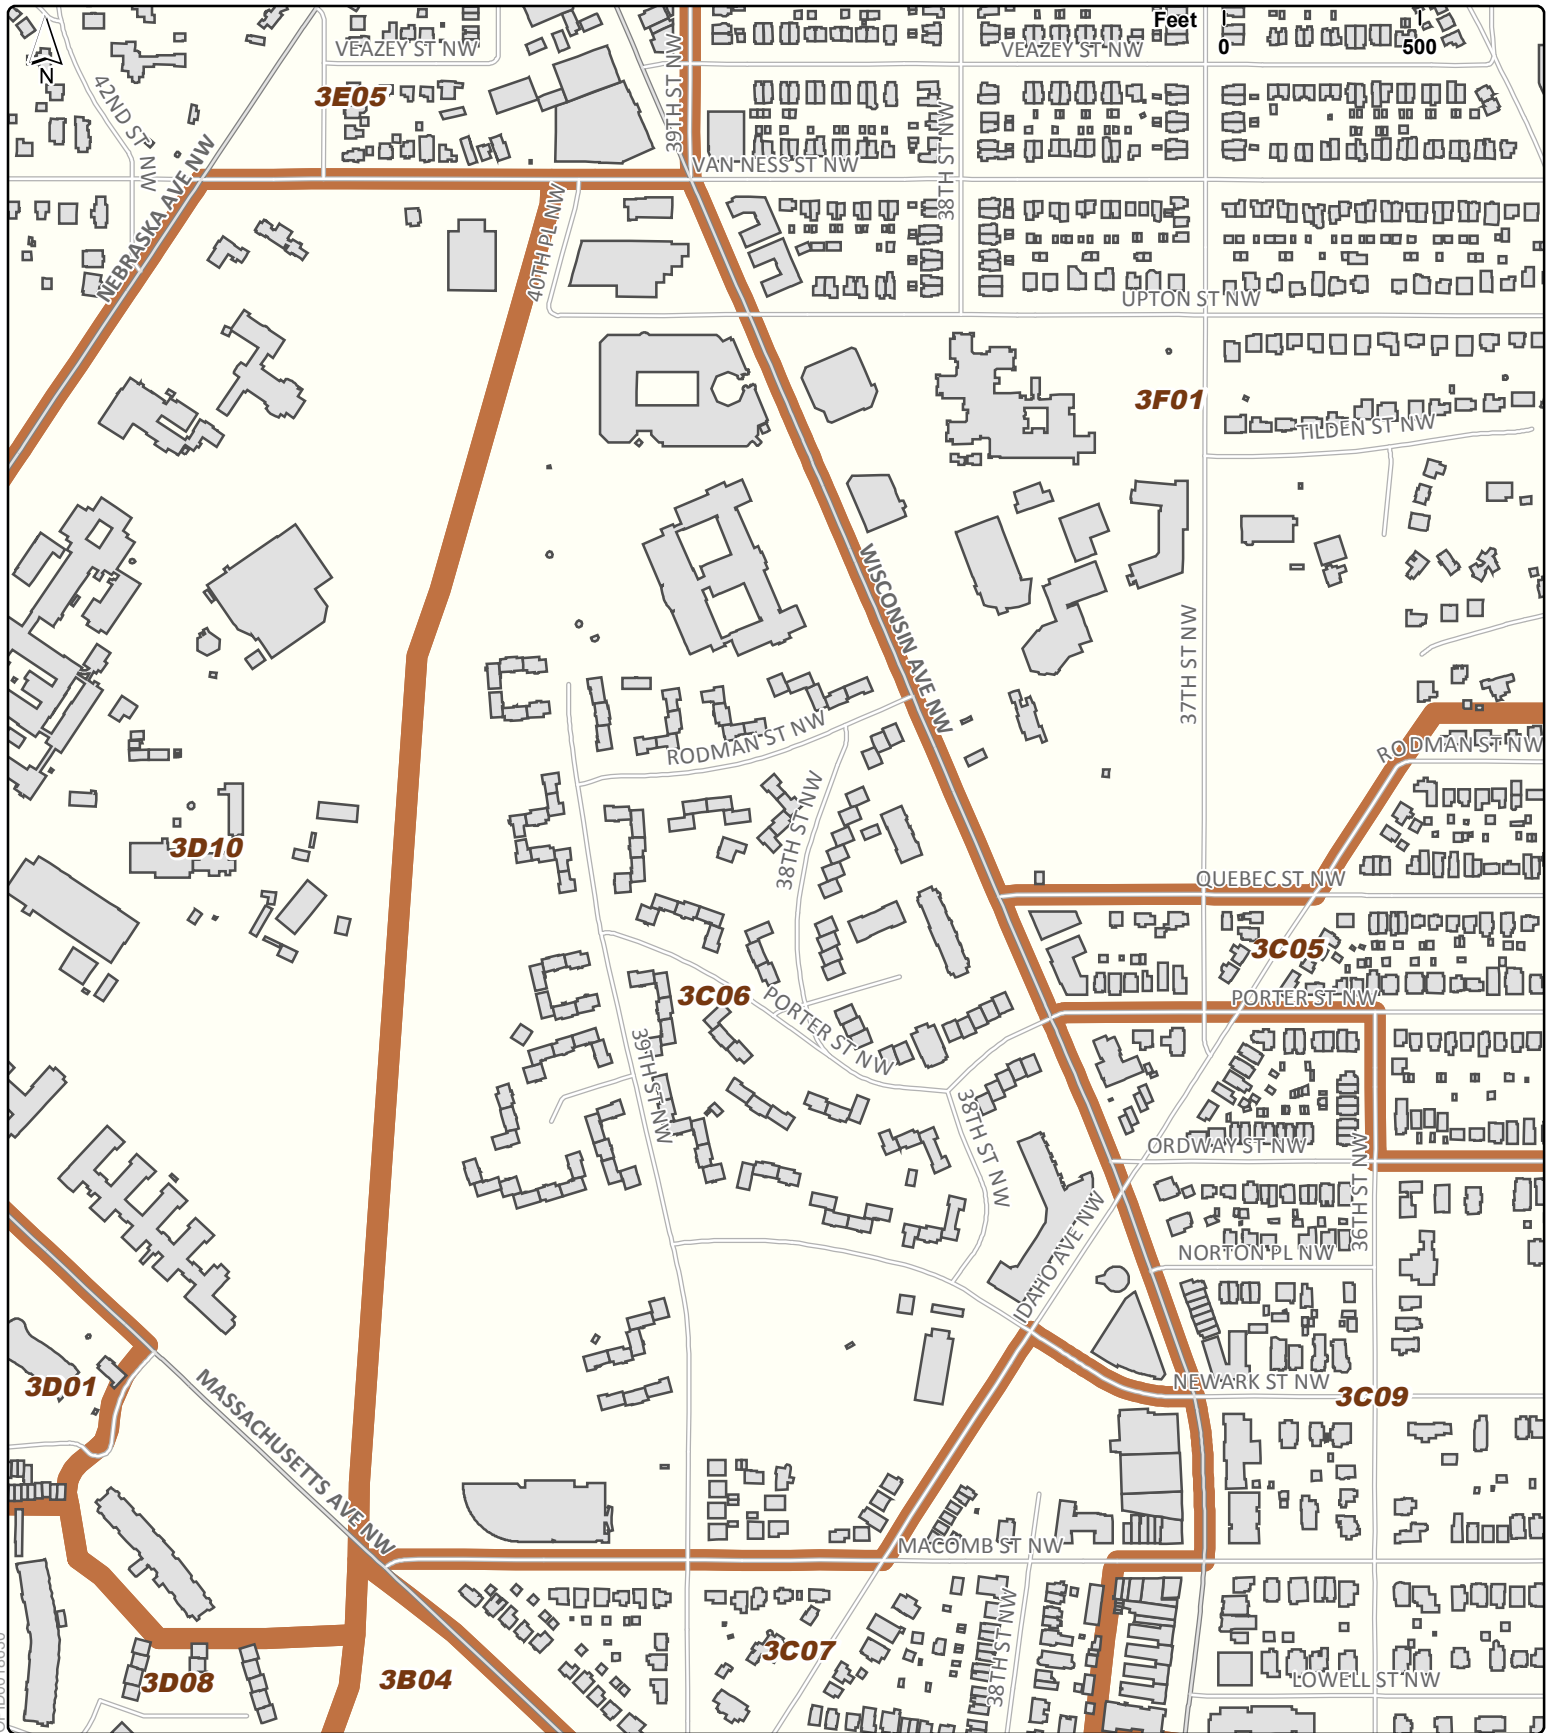 Feet
0
500
N
VEAZEY ST NW
VEAZEY ST NW
39TH ST NW
42ND ST NW
3E05
38TH ST NW
VAN NESS ST NW
NEBRASKA AVE NW
40TH PL NW
UPTON ST NW
3F01
TILDEN ST NW
WISCONSIN AVE NW
37TH ST NW
RODMAN ST NW
RODMAN ST NW
38TH ST NW
3D10
QUEBEC ST NW
3C05
3C06
PORTER ST NW
PORTER ST NW
39TH ST NW
38TH ST NW
ORDWAY ST NW
36TH ST NW
IDAHO AVE NW
NORTON PL NW
3D01
MASSACHUSETTS AVE NW
NEWARK ST NW
3C09
MACOMB ST NW
38TH ST NW
3C07
3D08
3B04
LOWELL ST NW